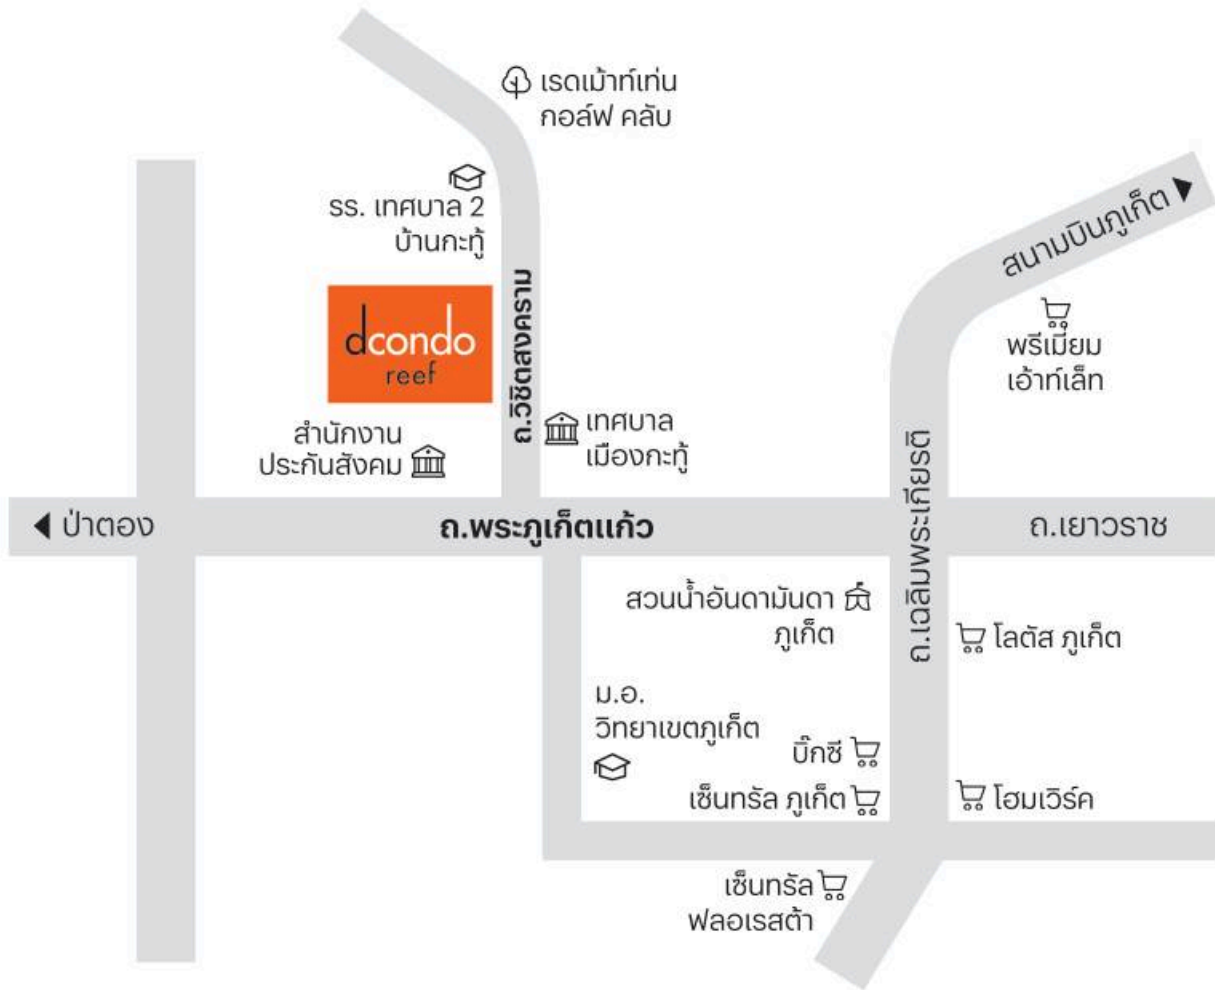 เรดเม้าท์เท่น
กอล์ฟ คลับ
รร. เทศบาล 2
บ้านกะทู้
ถ.วิชิตสงคราม
สนามบินภูเก็ต
dcondo
reef
พรีเมี่ยม
เอ้าท์เล็ท
สำนักงาน
ประกันสังคม
เทศบาล
เมืองกะทู้
ป่าตอง
ถ.พระภูเก็ตแก้ว
ถ.เฉลิมพระเกียรติ
ถ.เยาวราช
สวนน้ำอันดามันดา
ภูเก็ต
โลตัส ภูเก็ต
ม.อ.
วิทยาเขตภูเก็ต
บิ๊กซี
เซ็นทรัล ภูเก็ต
โฮมเวิร์ค
เซ็นทรัล
ฟลอเรสต้า